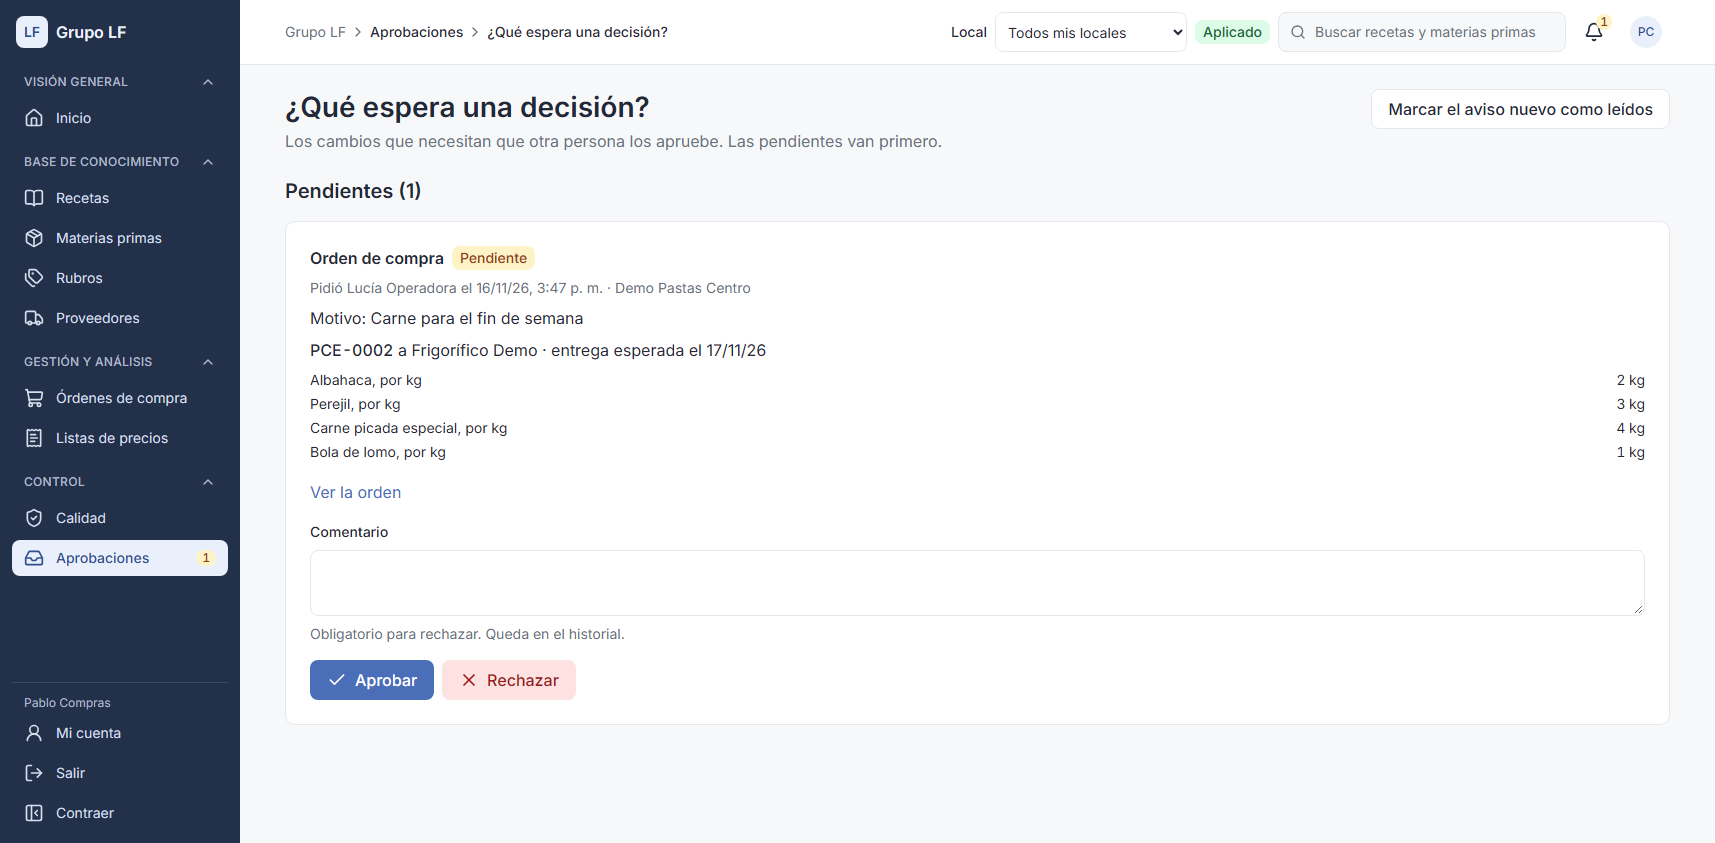 LF Grupo LF
VISIÓN GENERAL
Inicio
BASE DE CONOCIMIENTO
Recetas
Materias primas
Rubros
Proveedores
GESTIÓN Y ANÁLISIS
Órdenes de compra
Listas de precios
CONTROL
Calidad
Aprobaciones 1
Pablo Compras
Mi cuenta
Salir
Contraer
Grupo LF > Aprobaciones > ¿Qué espera una decisión?
Local Todos mis locales Aplicado Buscar recetas y materias primas 1 PC
¿Qué espera una decisión?
Marcar el aviso nuevo como leídos
Los cambios que necesitan que otra persona los apruebe. Las pendientes van primero.
Pendientes (1)
Orden de compra Pendiente
Pidió Lucía Operadora el 16/11/26, 3:47 p. m. · Demo Pastas Centro
Motivo: Carne para el fin de semana
PCE-0002 a Frigorífico Demo · entrega esperada el 17/11/26
Albahaca, por kg 2 kg
Perejil, por kg 3 kg
Carne picada especial, por kg 4 kg
Bola de lomo, por kg 1 kg
Ver la orden
Comentario
Obligatorio para rechazar. Queda en el historial.
Aprobar Rechazar